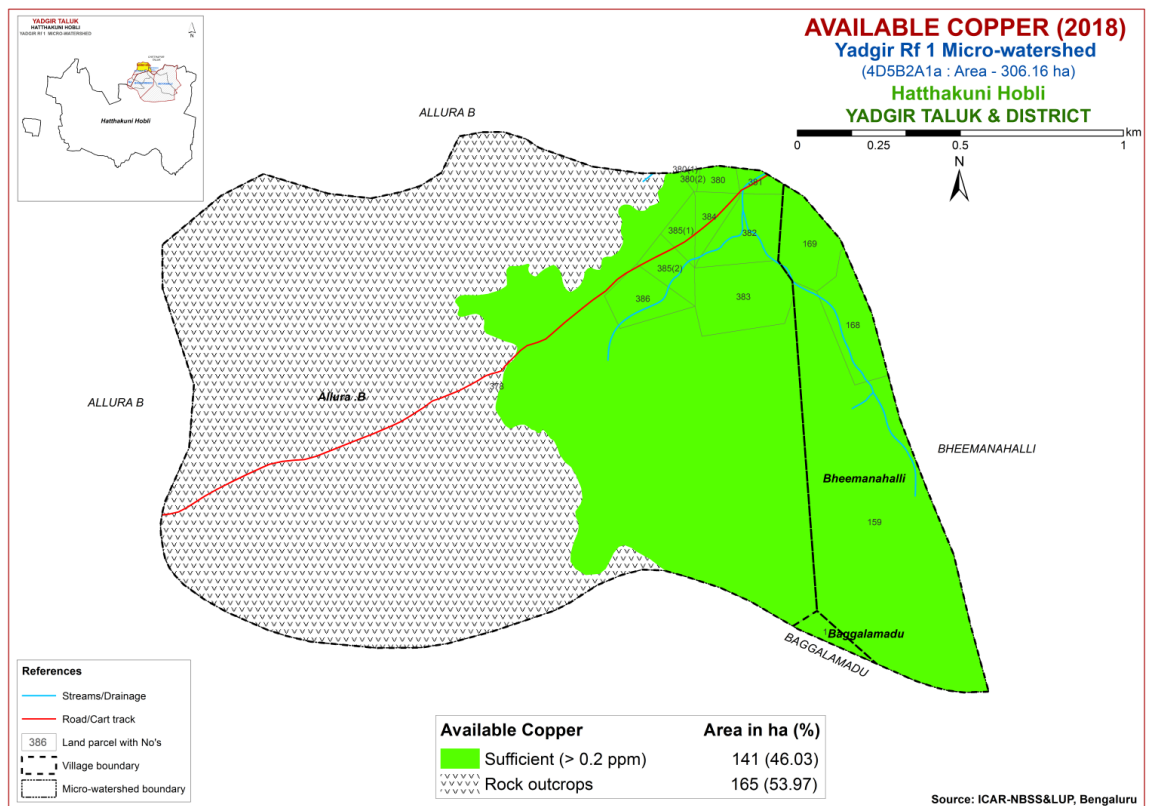 YADGIR TALUK
HATTHAKUNI HOBLI
YADGIR Rf 1 MICRO-WATERSHED
N
Hatthakuni Hobli
AVAILABLE COPPER (2018)
Yadgir Rf 1 Micro-watershed
(4D5B2A1a : Area - 306.16 ha)
Hatthakuni Hobli
YADGIR TALUK & DISTRICT
km
0 0.25 0.5 1
N
ALLURA B
380(1)
380(2) 380 381
384
385(1) 382
169
385(2)
386 383
168
378
Allura .B
ALLURA B
BHEEMANAHALLI
Bheemanahalli
159
Baggalamadu
BAGGALAMADU
References
Streams/Drainage
Road/Cart track
386 Land parcel with No's
Village boundary
Micro-watershed boundary
Available Copper Area in ha (%)
Sufficient (> 0.2 ppm) 141 (46.03)
Rock outcrops 165 (53.97)
Source: ICAR-NBSS&LUP, Bengaluru